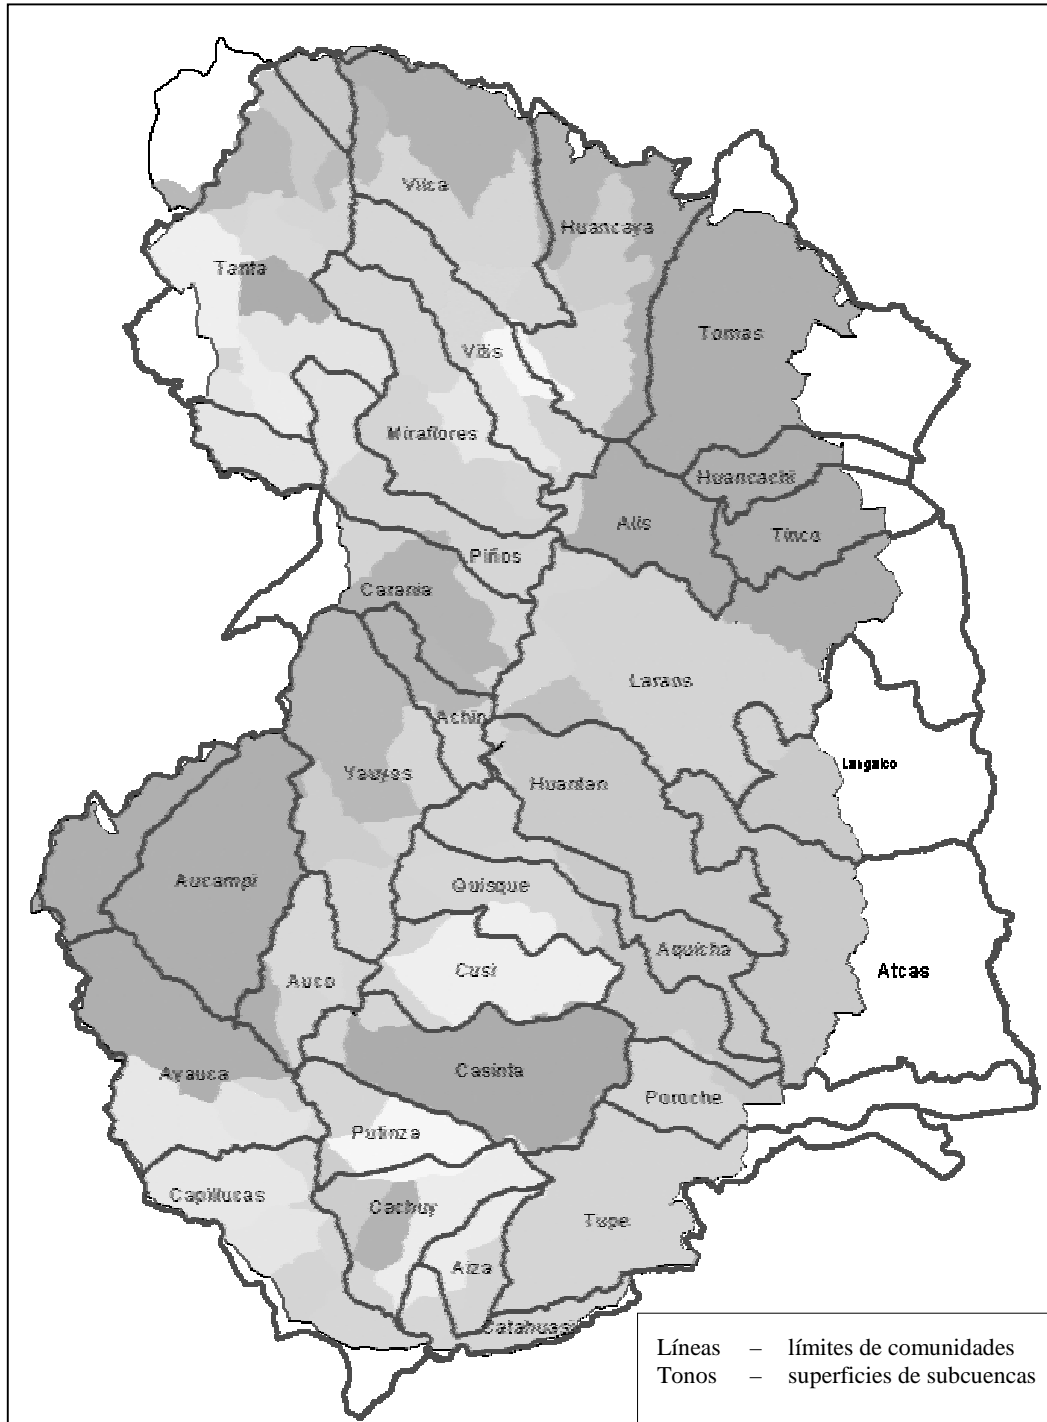 Vilca
Huancaya
Tanta
Tomas
Vitis
Miraflores
Huancachi
Alis
Tinco
Piños
Carania
Laraos
Achin
Langaico
Yauyos
Huantan
Aucampi
Quisque
Aquicha
Atcas
Cusi
Auco
Casinta
Ayauca
Poroche
Putinza
Capillucas
Cachuy
Tupe
Aiza
Catahuasi
Líneas – límites de comunidades
Tonos – superficies de subcuencas